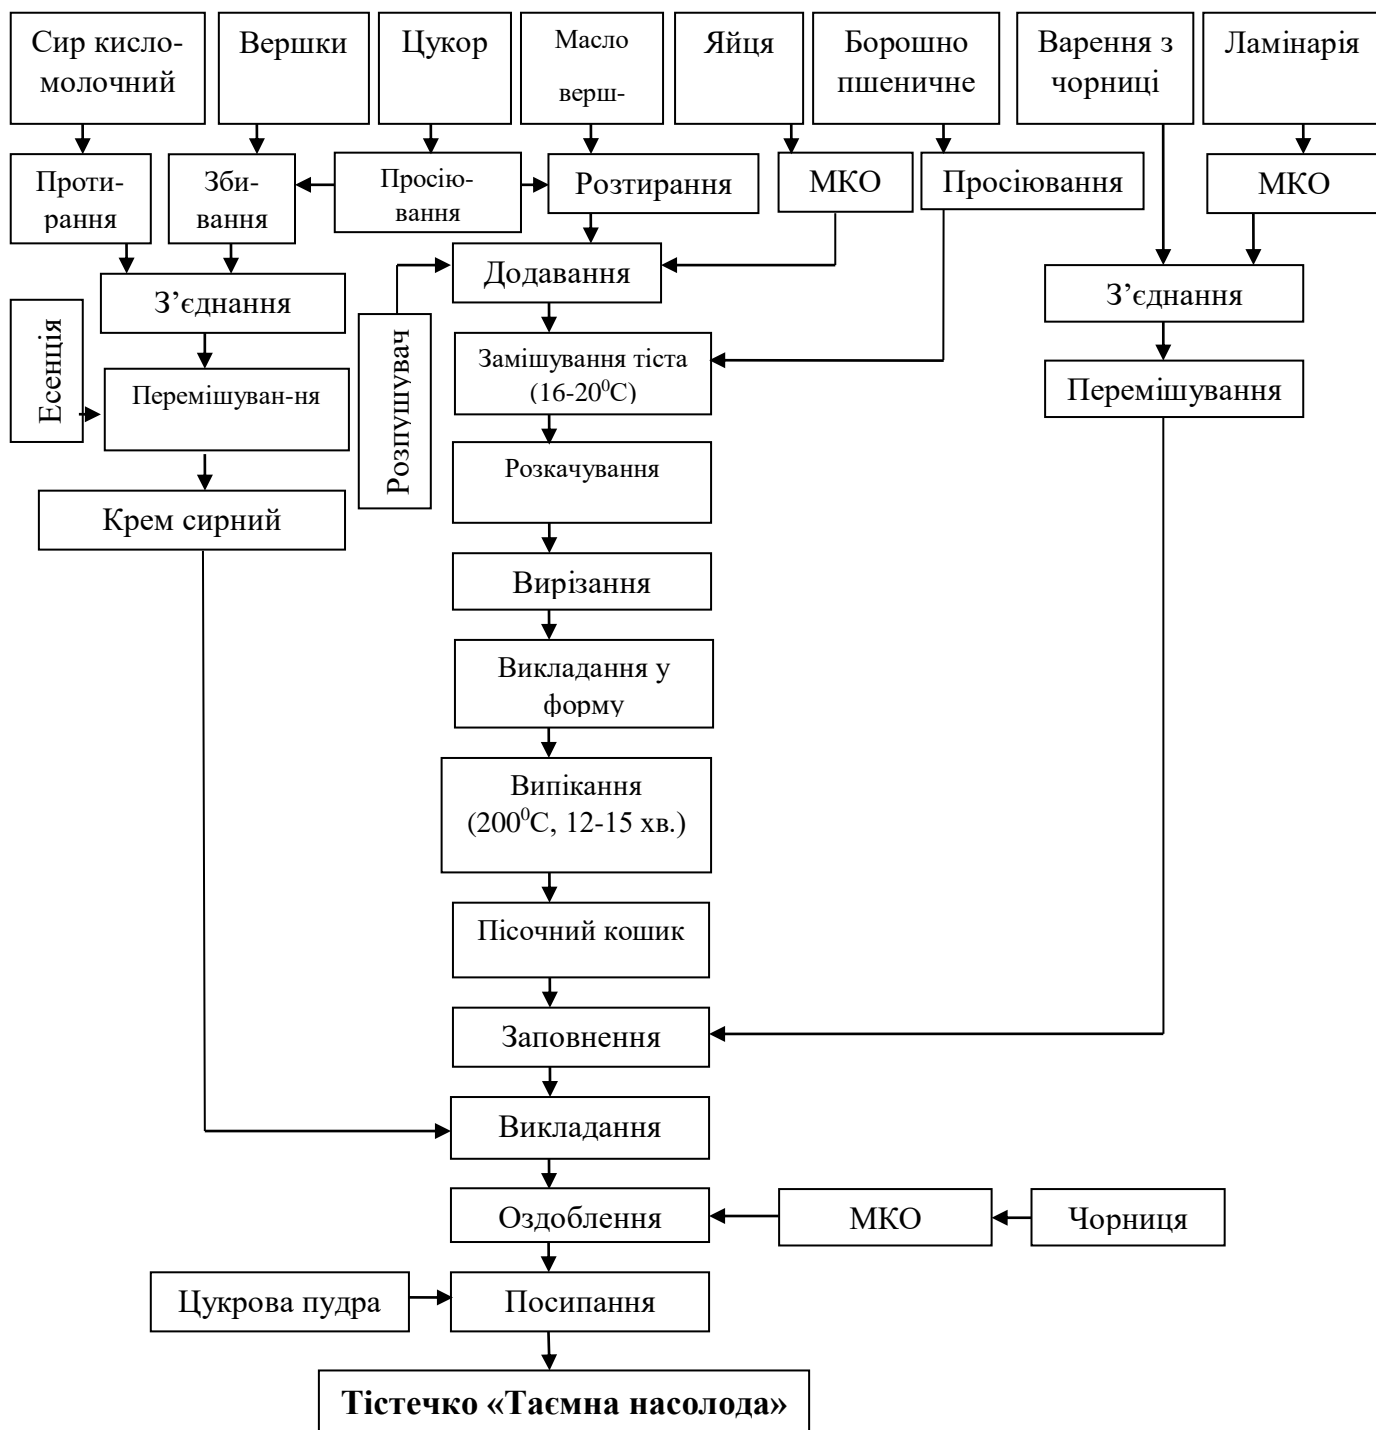 Сир кисло-
молочний
Вершки
Цукор
Масло
верш-
Яйця
Борошно
пшеничне
Варення з
чорниці
Ламінарія
Проти-
рання
Зби-
вання
Просію-
вання
Розтирання
МКО
Просіювання
МКО
Додавання
З’єднання
З’єднання
Есенція
Розпушувач
Замішування тіста
(16-20⁰С)
Перемішуван-ня
Перемішування
Розкачування
Крем сирний
Вирізання
Викладання у
форму
Випікання
(200⁰С, 12-15 хв.)
Пісочний кошик
Заповнення
Викладання
Оздоблення
МКО
Чорниця
Цукрова пудра
Посипання
Тістечко «Таємна насолода»